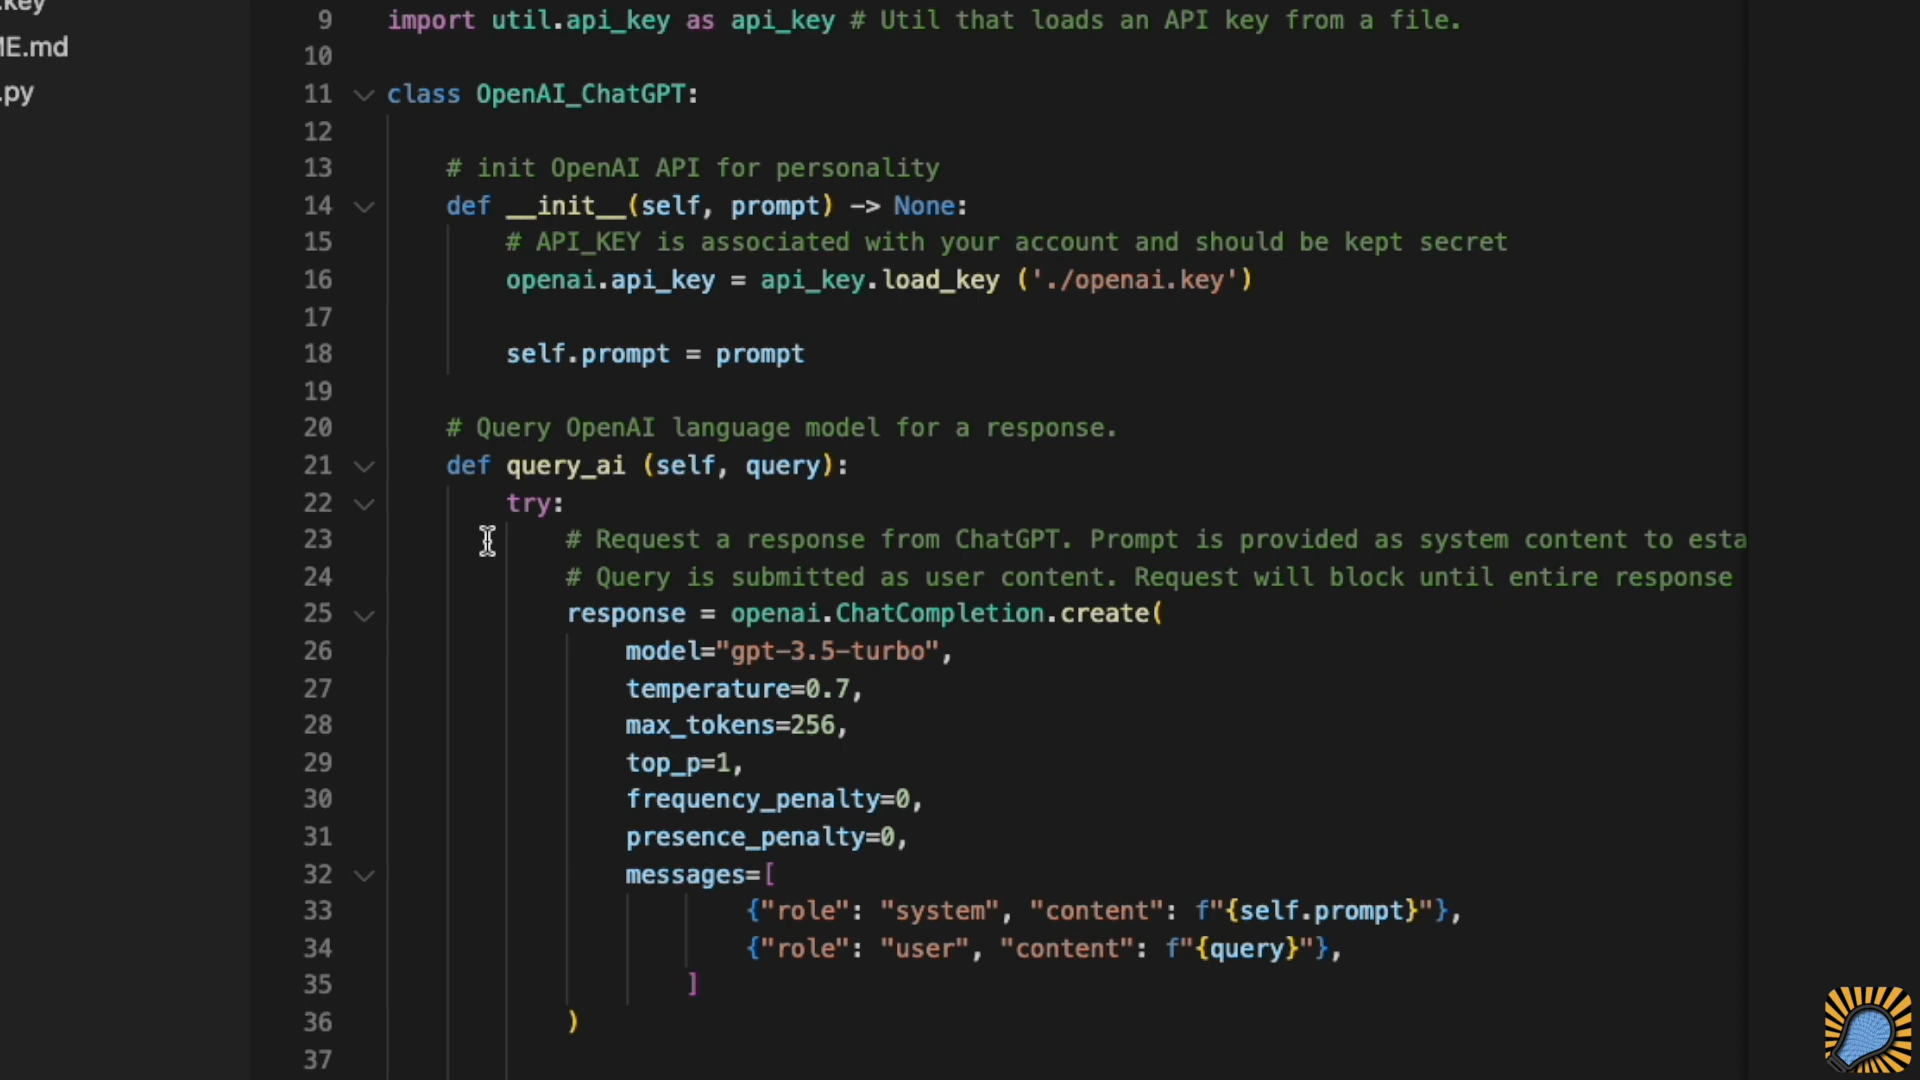 .key
ME.md
.py
9 import util.api_key as api_key # Util that loads an API key from a file.
10
11 class OpenAI_ChatGPT:
12
13 # init OpenAI API for personality
14 def __init__(self, prompt) -> None:
15 # API_KEY is associated with your account and should be kept secret
16 openai.api_key = api_key.load_key ('./openai.key')
17
18 self.prompt = prompt
19
20 # Query OpenAI language model for a response.
21 def query_ai (self, query):
22 try:
23 # Request a response from ChatGPT. Prompt is provided as system content to esta
24 # Query is submitted as user content. Request will block until entire response
25 response = openai.ChatCompletion.create(
26 model="gpt-3.5-turbo",
27 temperature=0.7,
28 max_tokens=256,
29 top_p=1,
30 frequency_penalty=0,
31 presence_penalty=0,
32 messages=[
33 {"role": "system", "content": f"{self.prompt}"},
34 {"role": "user", "content": f"{query}"},
35 ]
36 )
37